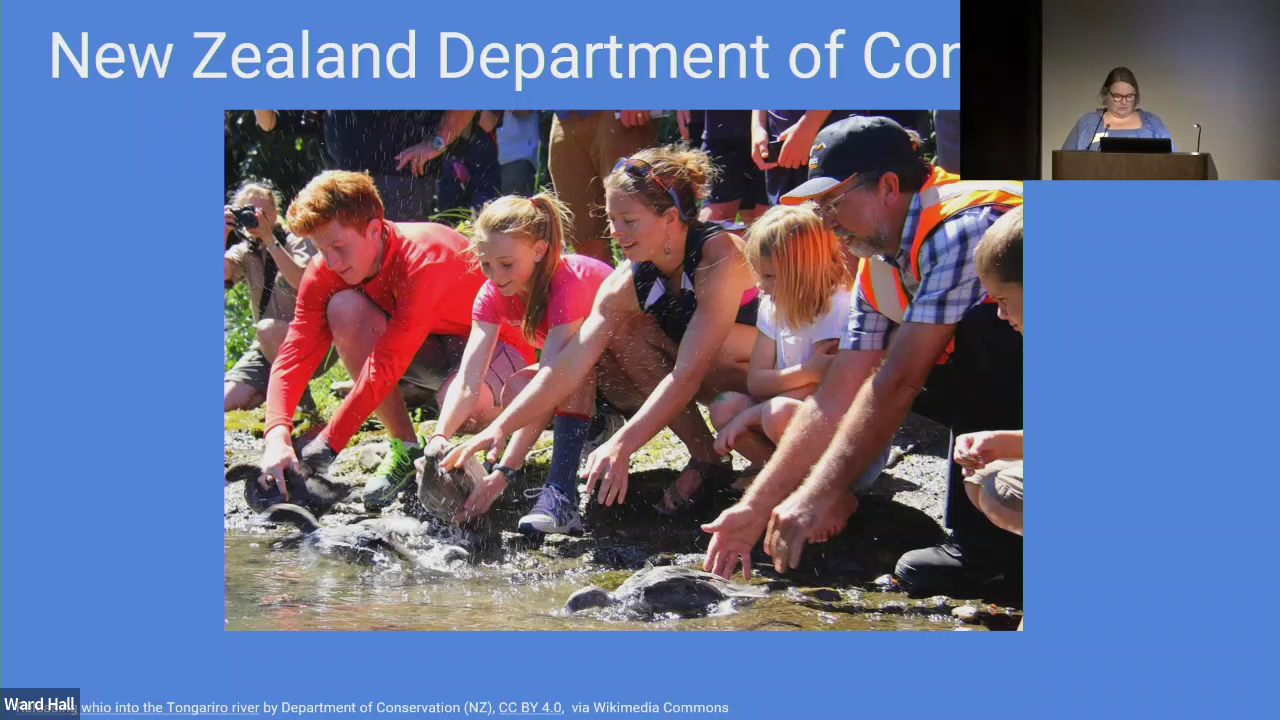 New Zealand Department of Con
Ward Hall
whio into the Tongariro river by Department of Conservation (NZ), CC BY 4.0, via Wikimedia Commons